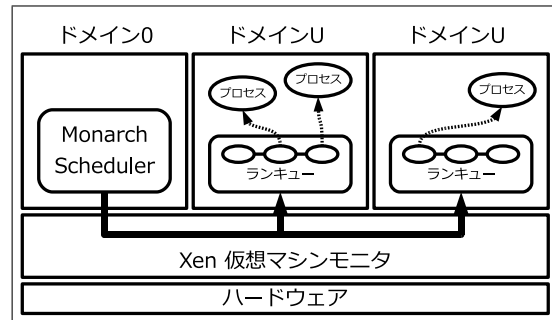 ドメイン0
ドメインU
ドメインU
Monarch
Scheduler
プロセス
プロセス
ランキュー
プロセス
ランキュー
Xen 仮想マシンモニタ
ハードウェア